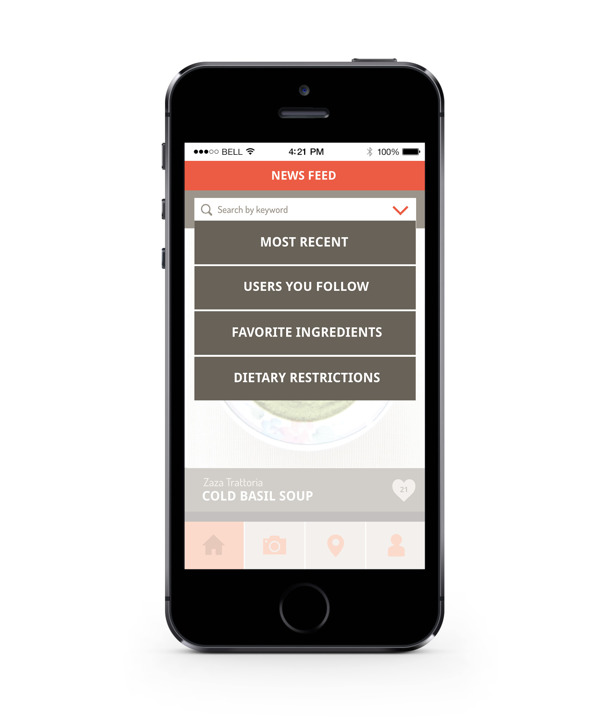 BELL 4:21 PM 100%
NEWS FEED
Search by keyword
MOST RECENT
USERS YOU FOLLOW
FAVORITE INGREDIENTS
DIETARY RESTRICTIONS
Zaza Trattoria
COLD BASIL SOUP
21